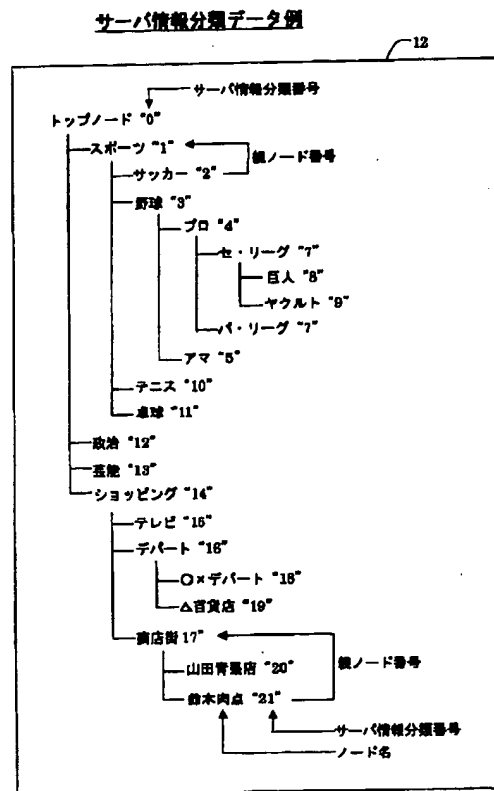 サーバ情報分類データ例
12
サーバ情報分類番号
トップノード “0”
スポーツ “1”
親ノード番号
サッカー “2”
野球 “3”
プロ “4”
セ・リーグ “7”
巨人 “8”
ヤクルト “9”
パ・リーグ “7”
アマ “5”
テニス “10”
卓球 “11”
政治 “12”
芸能 “13”
ショッピング “14”
テレビ “15”
デパート “16”
○×デパート “18”
△百貨店 “19”
商店街 17”
親ノード番号
山田青果店 “20”
鈴木肉点 “21”
サーバ情報分類番号
ノード名